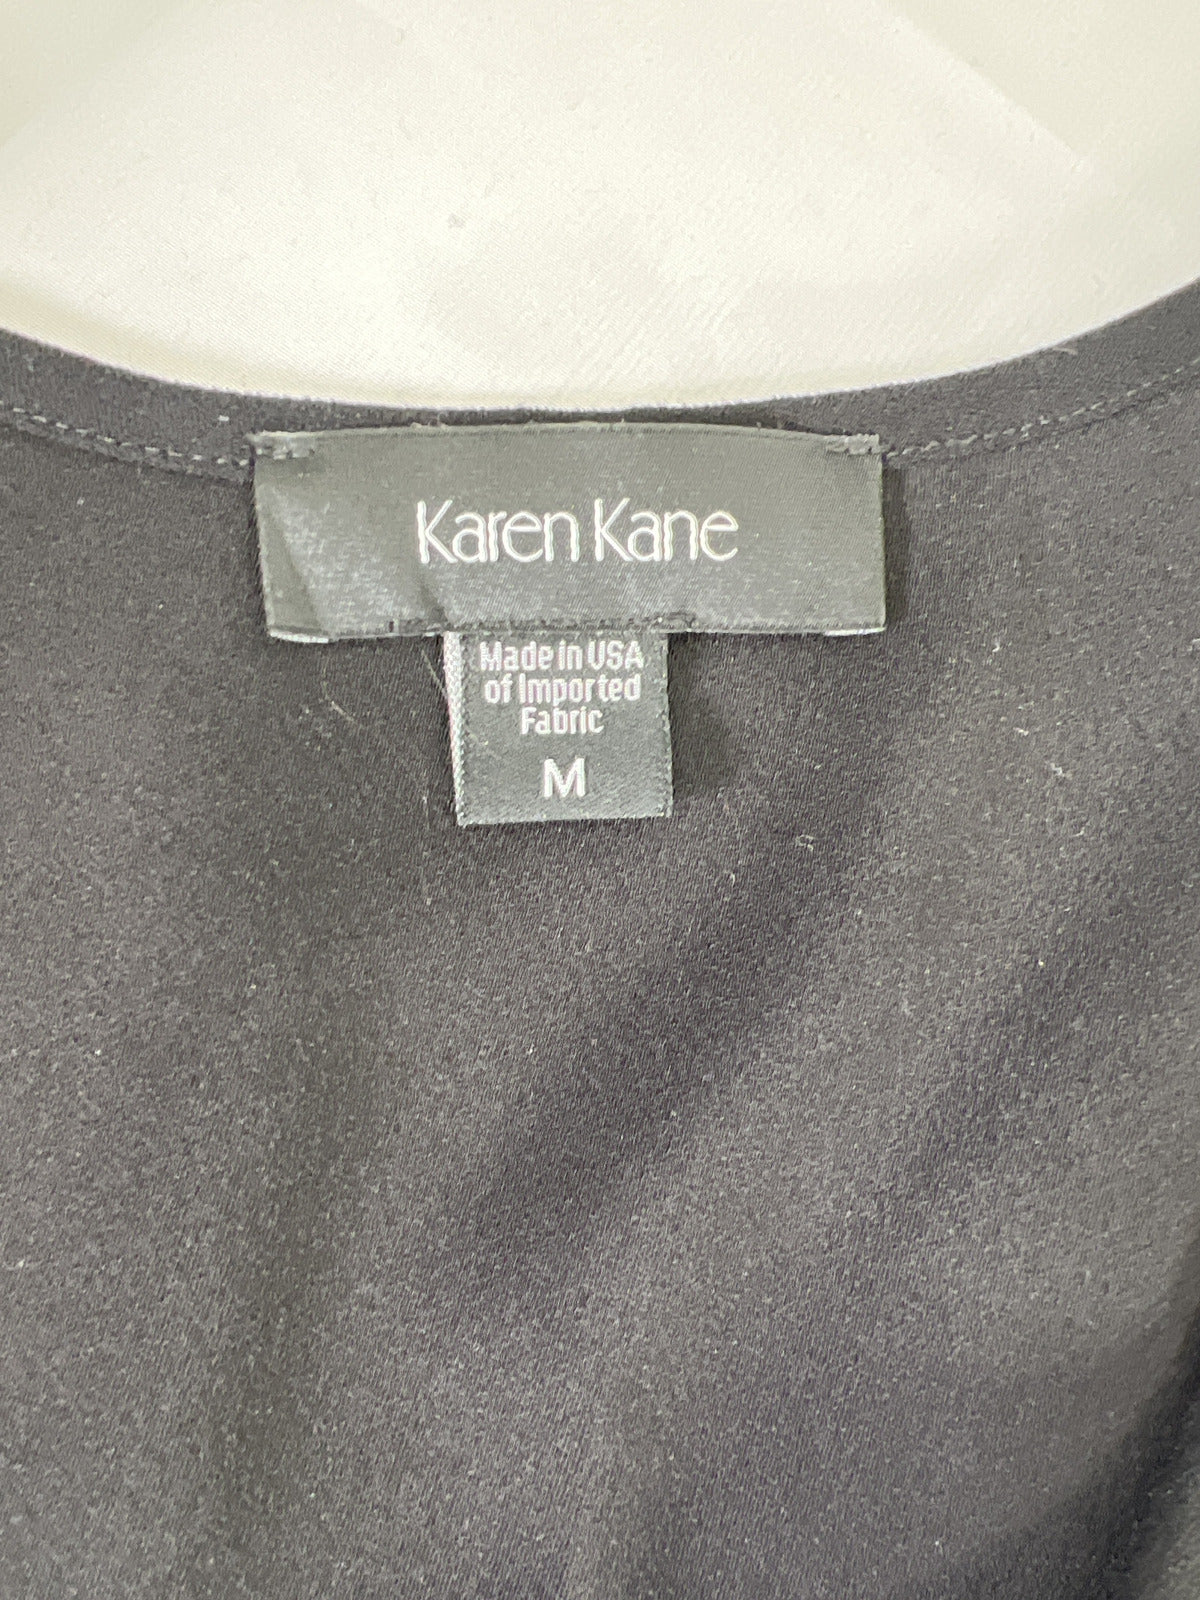 Karen Kane
Made in USA
of Imported
Fabric
M